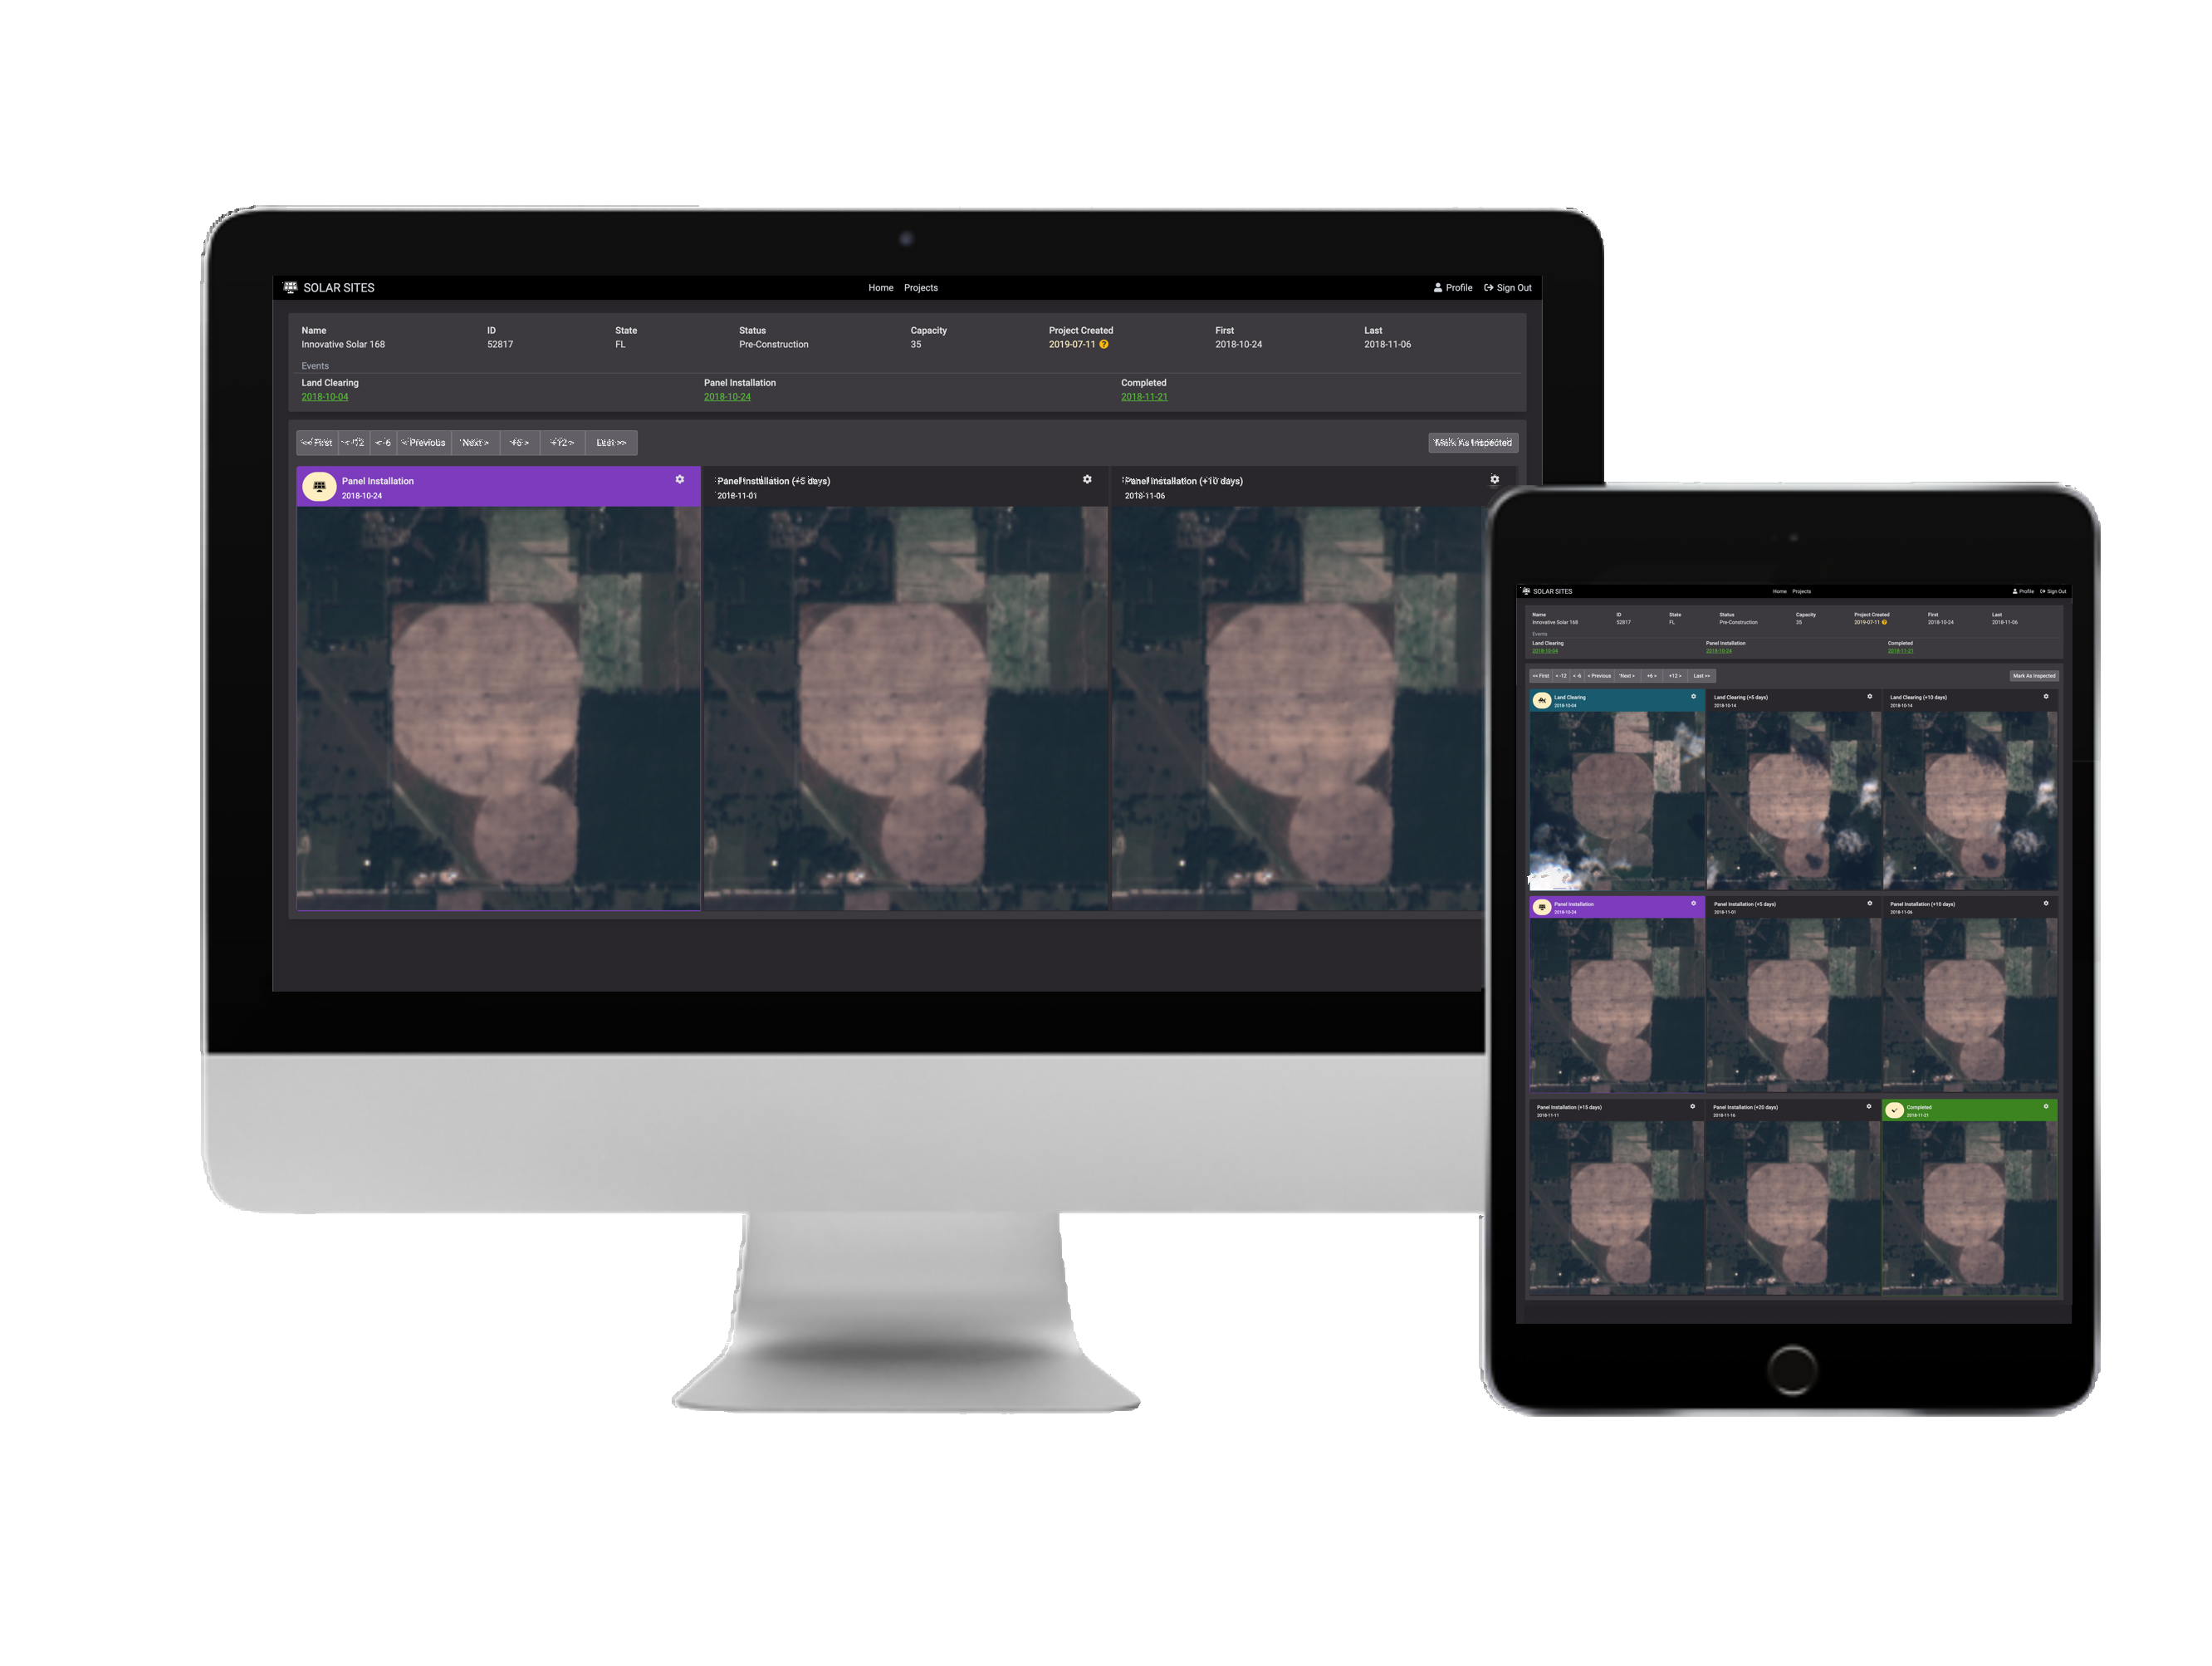 SOLAR SITES Home Projects Profile Sign Out
Name ID State Status Capacity Project Created First Last
Innovative Solar 168 52817 FL Pre-Construction 35 2019-07-11 ? 2018-10-24 2018-11-06
Events
Land Clearing Panel Installation Completed
2018-10-04 2018-10-24 2018-11-21
<< First < -12 < -6 < Previous Next > +6 > +12 > Last >> Mark As Inspected
Panel Installation Panel Installation (+5 days) Panel Installation (+10 days)
2018-10-24 2018-11-01 2018-11-06
SOLAR SITES Home Projects Profile Sign Out
Name ID State Status Capacity Project Created First Last
Innovative Solar 168 52817 FL Pre-Construction 35 2019-07-11 ? 2018-10-24 2018-11-06
Events
Land Clearing Panel Installation Completed
2018-10-04 2018-10-24 2018-11-21
<< First < -12 < -6 < Previous Next > +6 > +12 > Last >> Mark As Inspected
Land Clearing Land Clearing (+5 days) Land Clearing (+10 days)
2018-10-04 2018-10-14 2018-10-14
Panel Installation Panel Installation (+5 days) Panel Installation (+10 days)
2018-10-24 2018-11-01 2018-11-06
Panel Installation (+15 days) Panel Installation (+20 days) Completed
2018-11-11 2018-11-16 2018-11-21